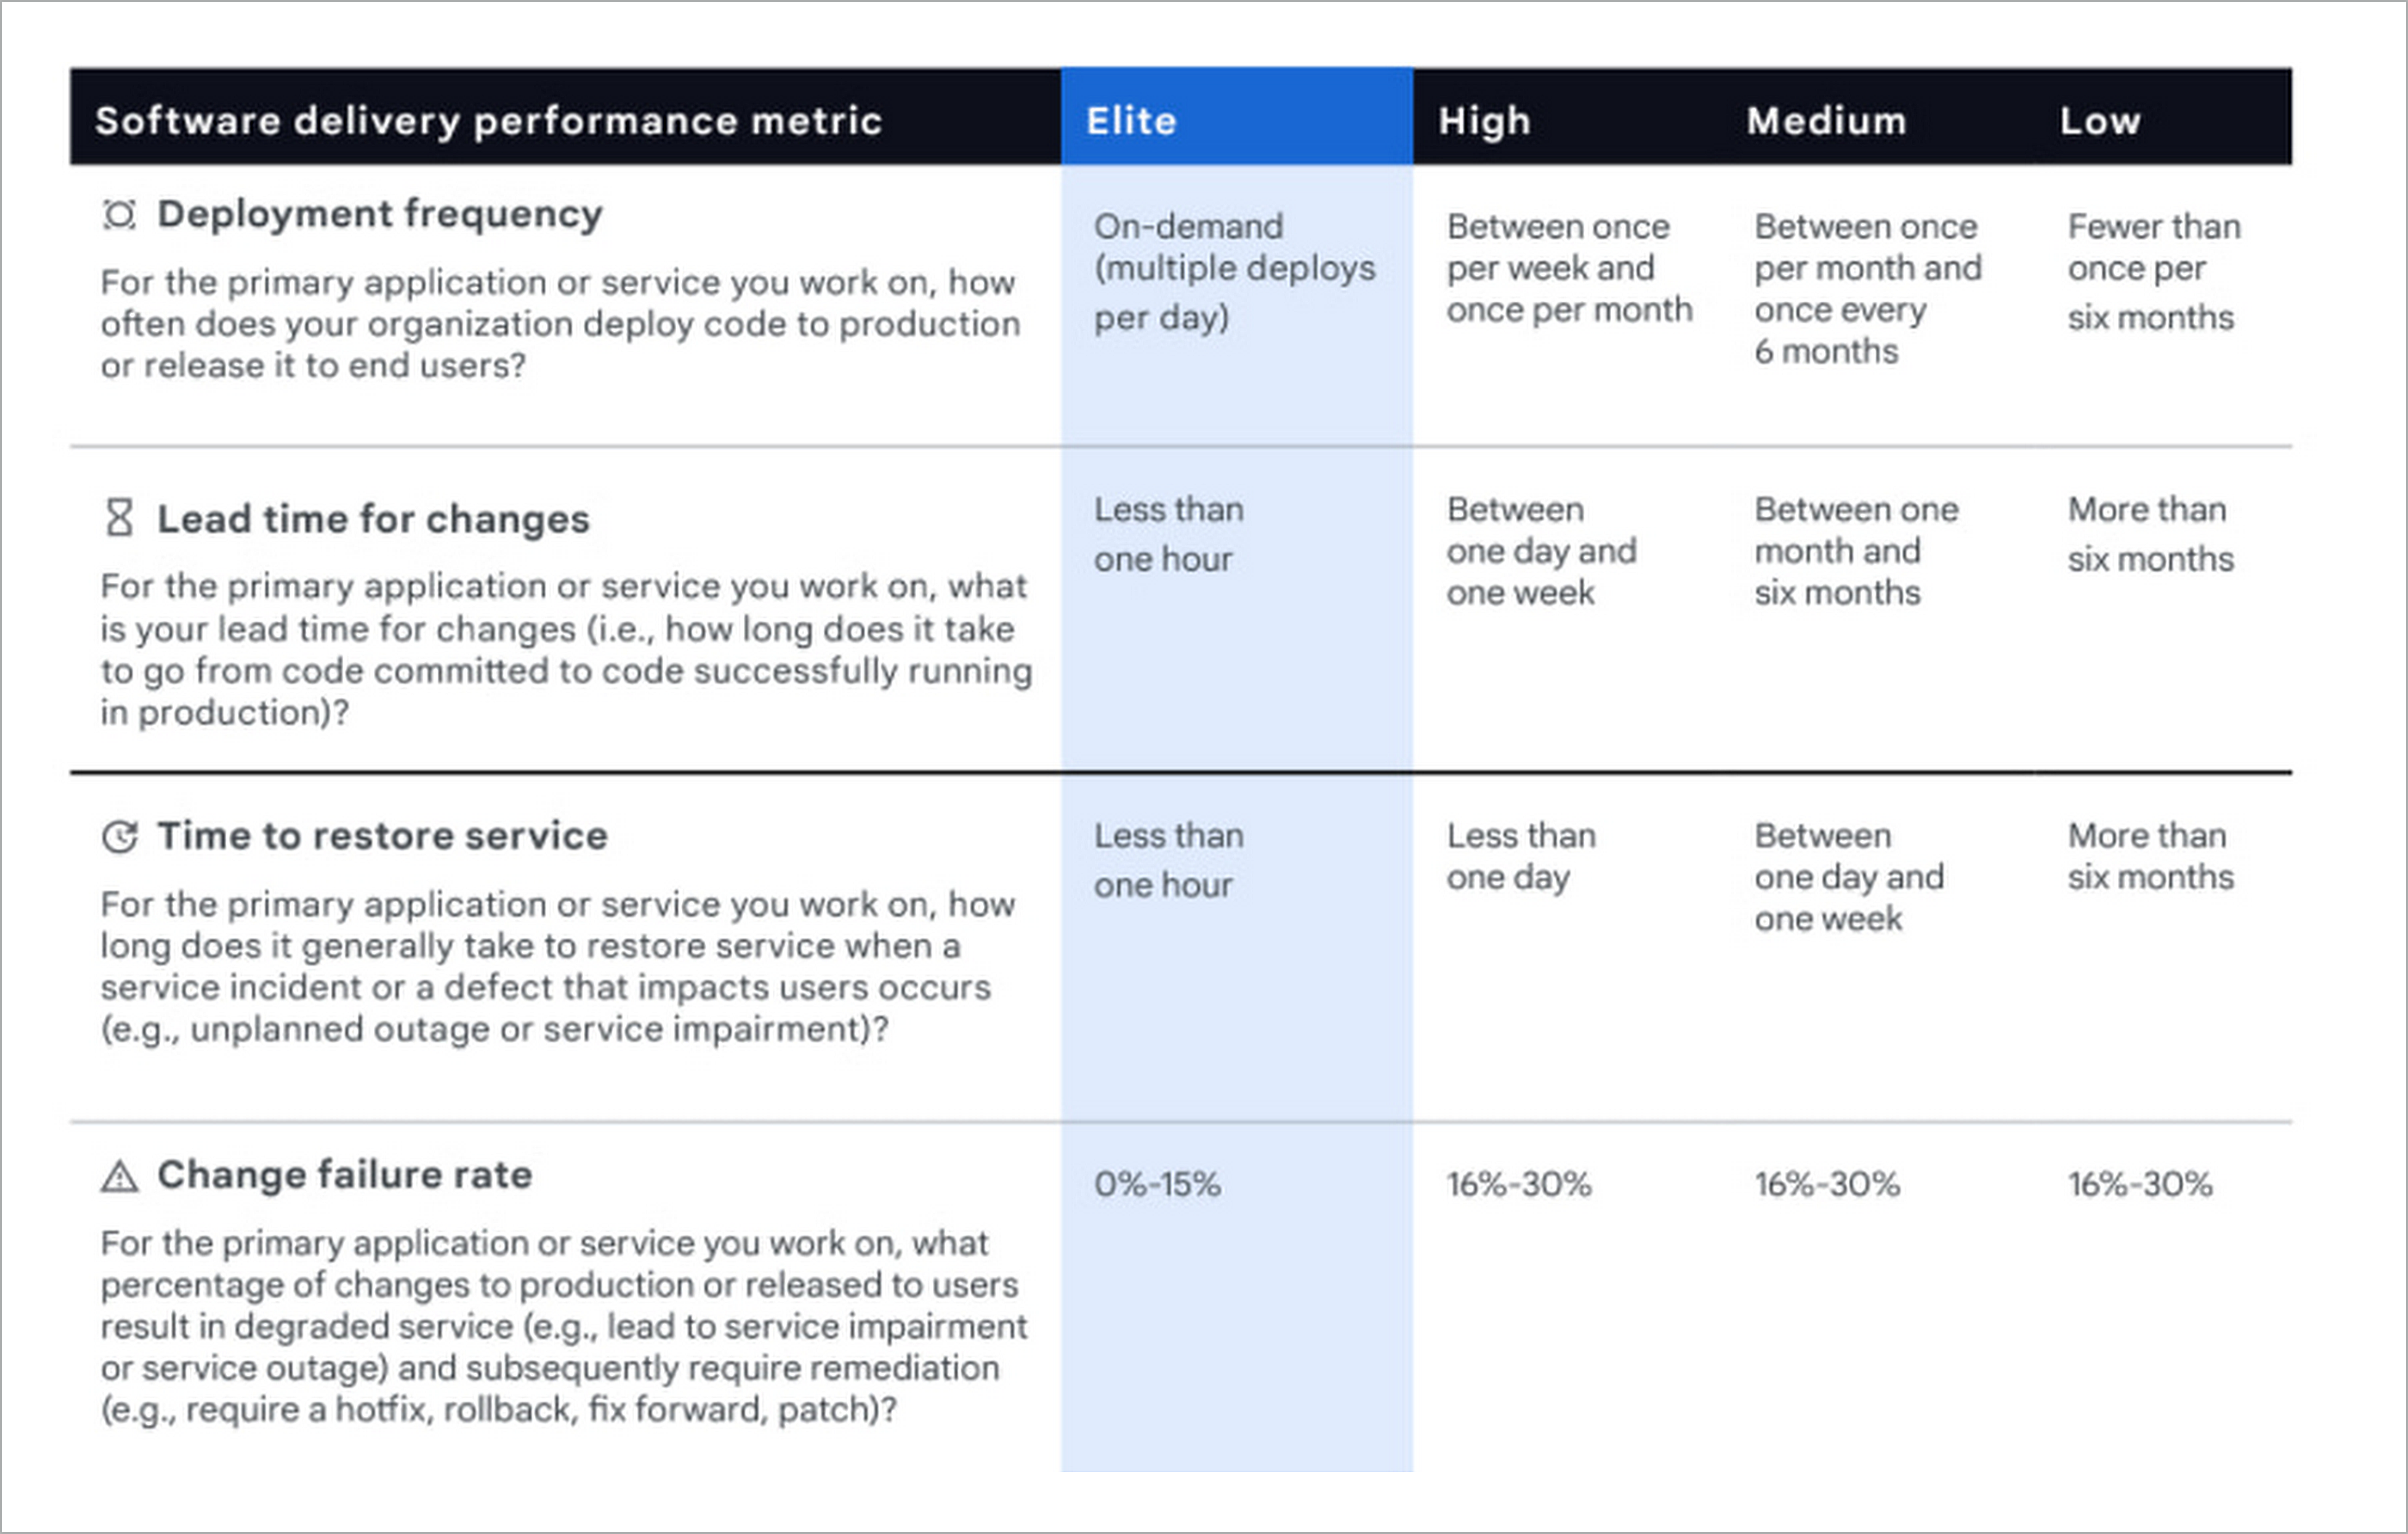 Software delivery performance metric
Elite
High
Medium
Low
Deployment frequency
For the primary application or service you work on, how
often does your organization deploy code to production
or release it to end users?
On-demand
(multiple deploys
per day)
Between once
per week and
once per month
Between once
per month and
once every
6 months
Fewer than
once per
six months
Lead time for changes
For the primary application or service you work on, what
is your lead time for changes (i.e., how long does it take
to go from code committed to code successfully running
in production)?
Less than
one hour
Between
one day and
one week
Between one
month and
six months
More than
six months
Time to restore service
For the primary application or service you work on, how
long does it generally take to restore service when a
service incident or a defect that impacts users occurs
(e.g., unplanned outage or service impairment)?
Less than
one hour
Less than
one day
Between
one day and
one week
More than
six months
Change failure rate
For the primary application or service you work on, what
percentage of changes to production or released to users
result in degraded service (e.g., lead to service impairment
or service outage) and subsequently require remediation
(e.g., require a hotfix, rollback, fix forward, patch)?
0%-15%
16%-30%
16%-30%
16%-30%